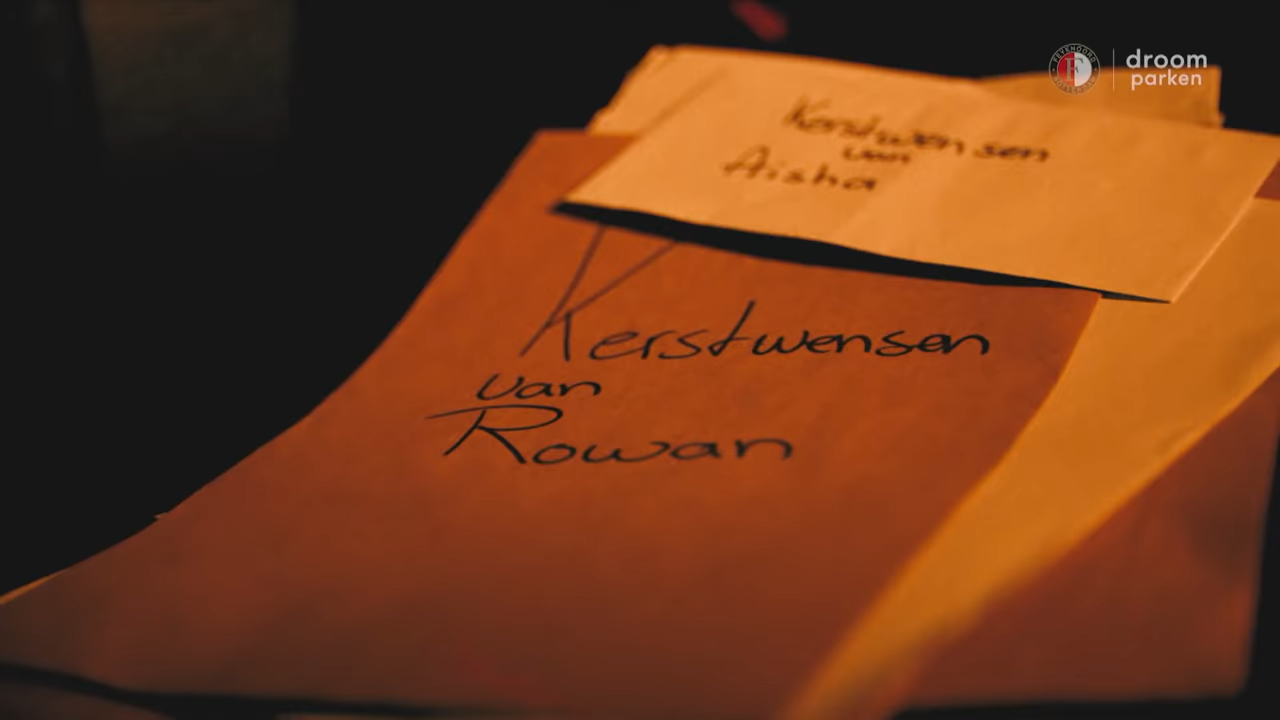 droom
parken
Kerstwensen
van
Aisha
Kerstwensen
van
Rowan